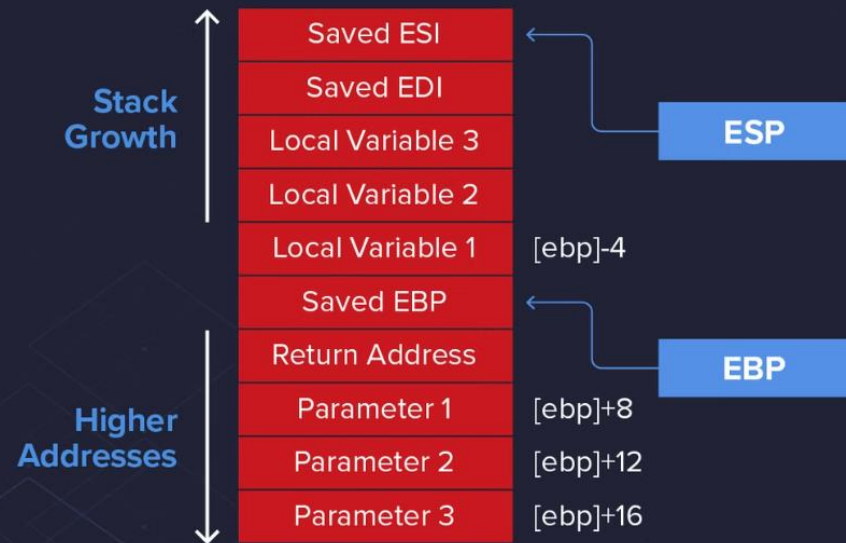 Saved ESI
Saved EDI
Stack
Growth
ESP
Local Variable 3
Local Variable 2
Local Variable 1 [ebp]-4
Saved EBP
Return Address
EBP
Parameter 1 [ebp]+8
Higher
Addresses
Parameter 2 [ebp]+12
Parameter 3 [ebp]+16